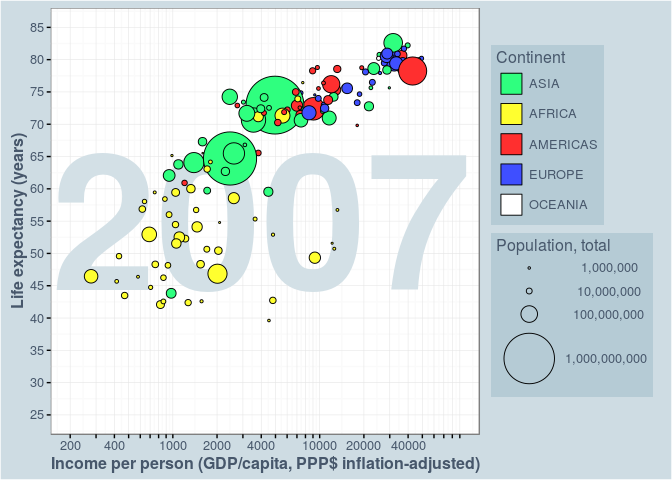 2007
85
80
75
70
65
60
55
50
45
40
35
30
25
Life expectancy (years)
200 400 1000 2000 4000 10000 20000 40000
Income per person (GDP/capita, PPP$ inflation-adjusted)
Continent
ASIA
AFRICA
AMERICAS
EUROPE
OCEANIA
Population, total
1,000,000
10,000,000
100,000,000
1,000,000,000